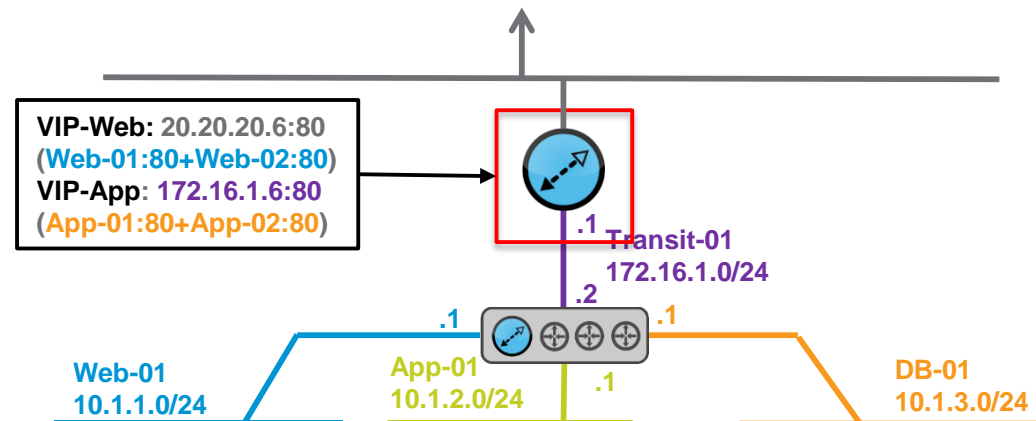 VIP-Web: 20.20.20.6:80
(Web-01:80+Web-02:80)
VIP-App: 172.16.1.6:80
(App-01:80+App-02:80)
.1
Transit-01
172.16.1.0/24
.2
.1
.1
Web-01
10.1.1.0/24
App-01
10.1.2.0/24
.1
DB-01
10.1.3.0/24